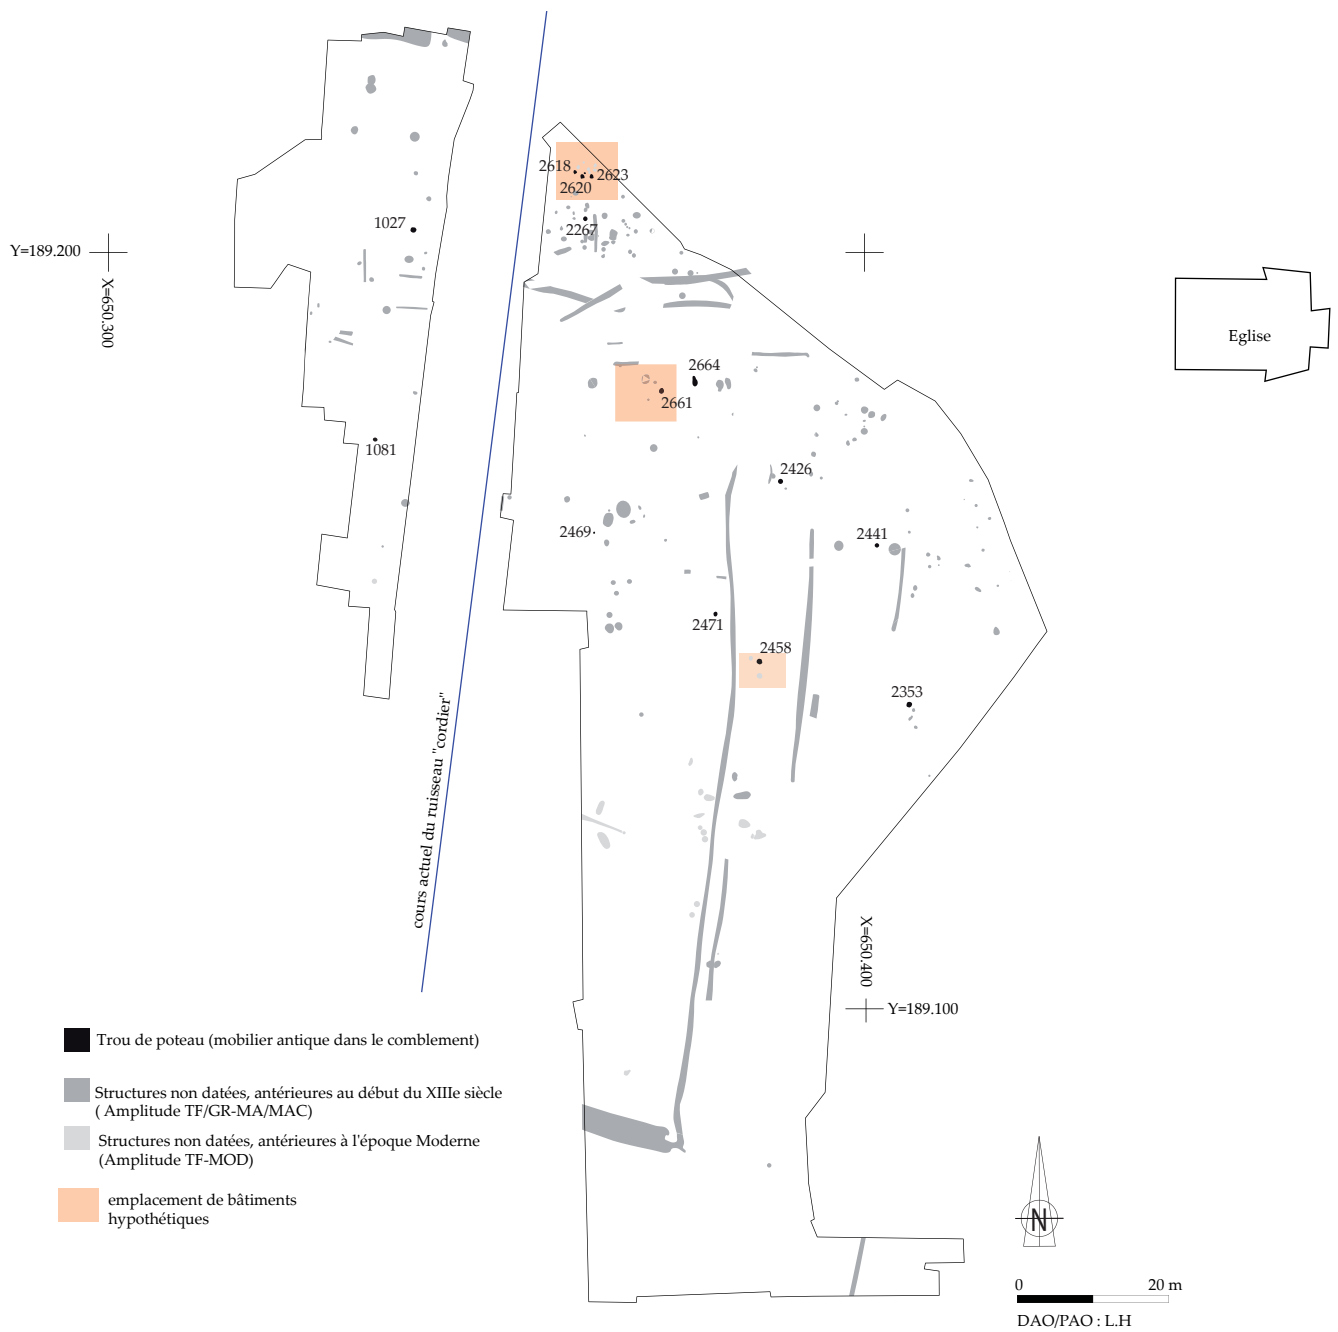 2618
2623
2620
1027
2267
Y=189.200
X=650.300
Eglise
2664
2661
1081
2426
2469
2441
2471
2458
2353
cours actuel du ruisseau "cordier"
X=650.400
Y=189.100
Trou de poteau (mobilier antique dans le comblement)
Structures non datées, antérieures au début du XIIIe siècle
( Amplitude TF/GR-MA/MAC)
Structures non datées, antérieures à l'époque Moderne
(Amplitude TF-MOD)
emplacement de bâtiments
hypothétiques
N
0 20 m
DAO/PAO : L.H